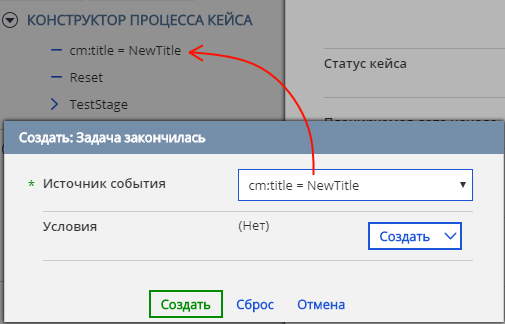 КОНСТРУКТОР ПРОЦЕССА КЕЙСА
cm:title = NewTitle
Reset
TestStage
Статус кейса
Создать: Задача закончилась
* Источник события
cm:title = NewTitle
Условия
(Нет)
Создать
Создать
Сброс
Отмена